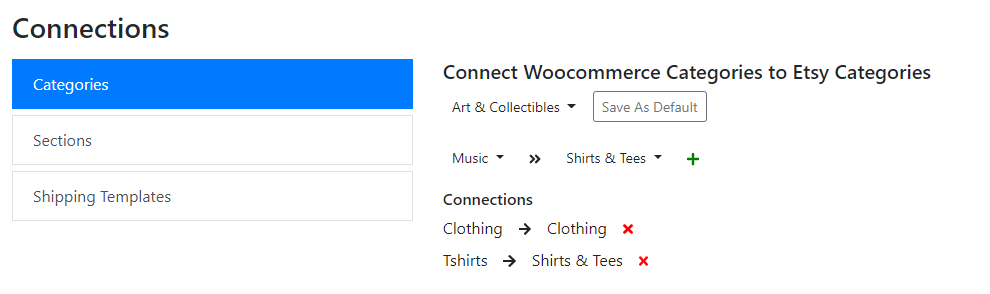 Connections
Categories
Sections
Shipping Templates
Connect Woocommerce Categories to Etsy Categories
Art & Collectibles Save As Default
Music Shirts & Tees
Connections
Clothing Clothing
Tshirts Shirts & Tees